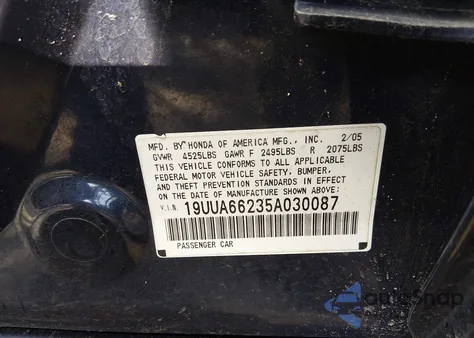 MFD. BY HONDA OF AMERICA MFG., INC. 2/05
GVWR 4525LBS GAWR F 2495LBS R 2075LBS
THIS VEHICLE CONFORMS TO ALL APPLICABLE
FEDERAL MOTOR VEHICLE SAFETY, BUMPER,
AND THEFT PREVENTION STANDARDS IN EFFECT
ON THE DATE OF MANUFACTURE SHOWN ABOVE.
V.I.N. 19UUA66235A030087
PASSENGER CAR
autoSnap